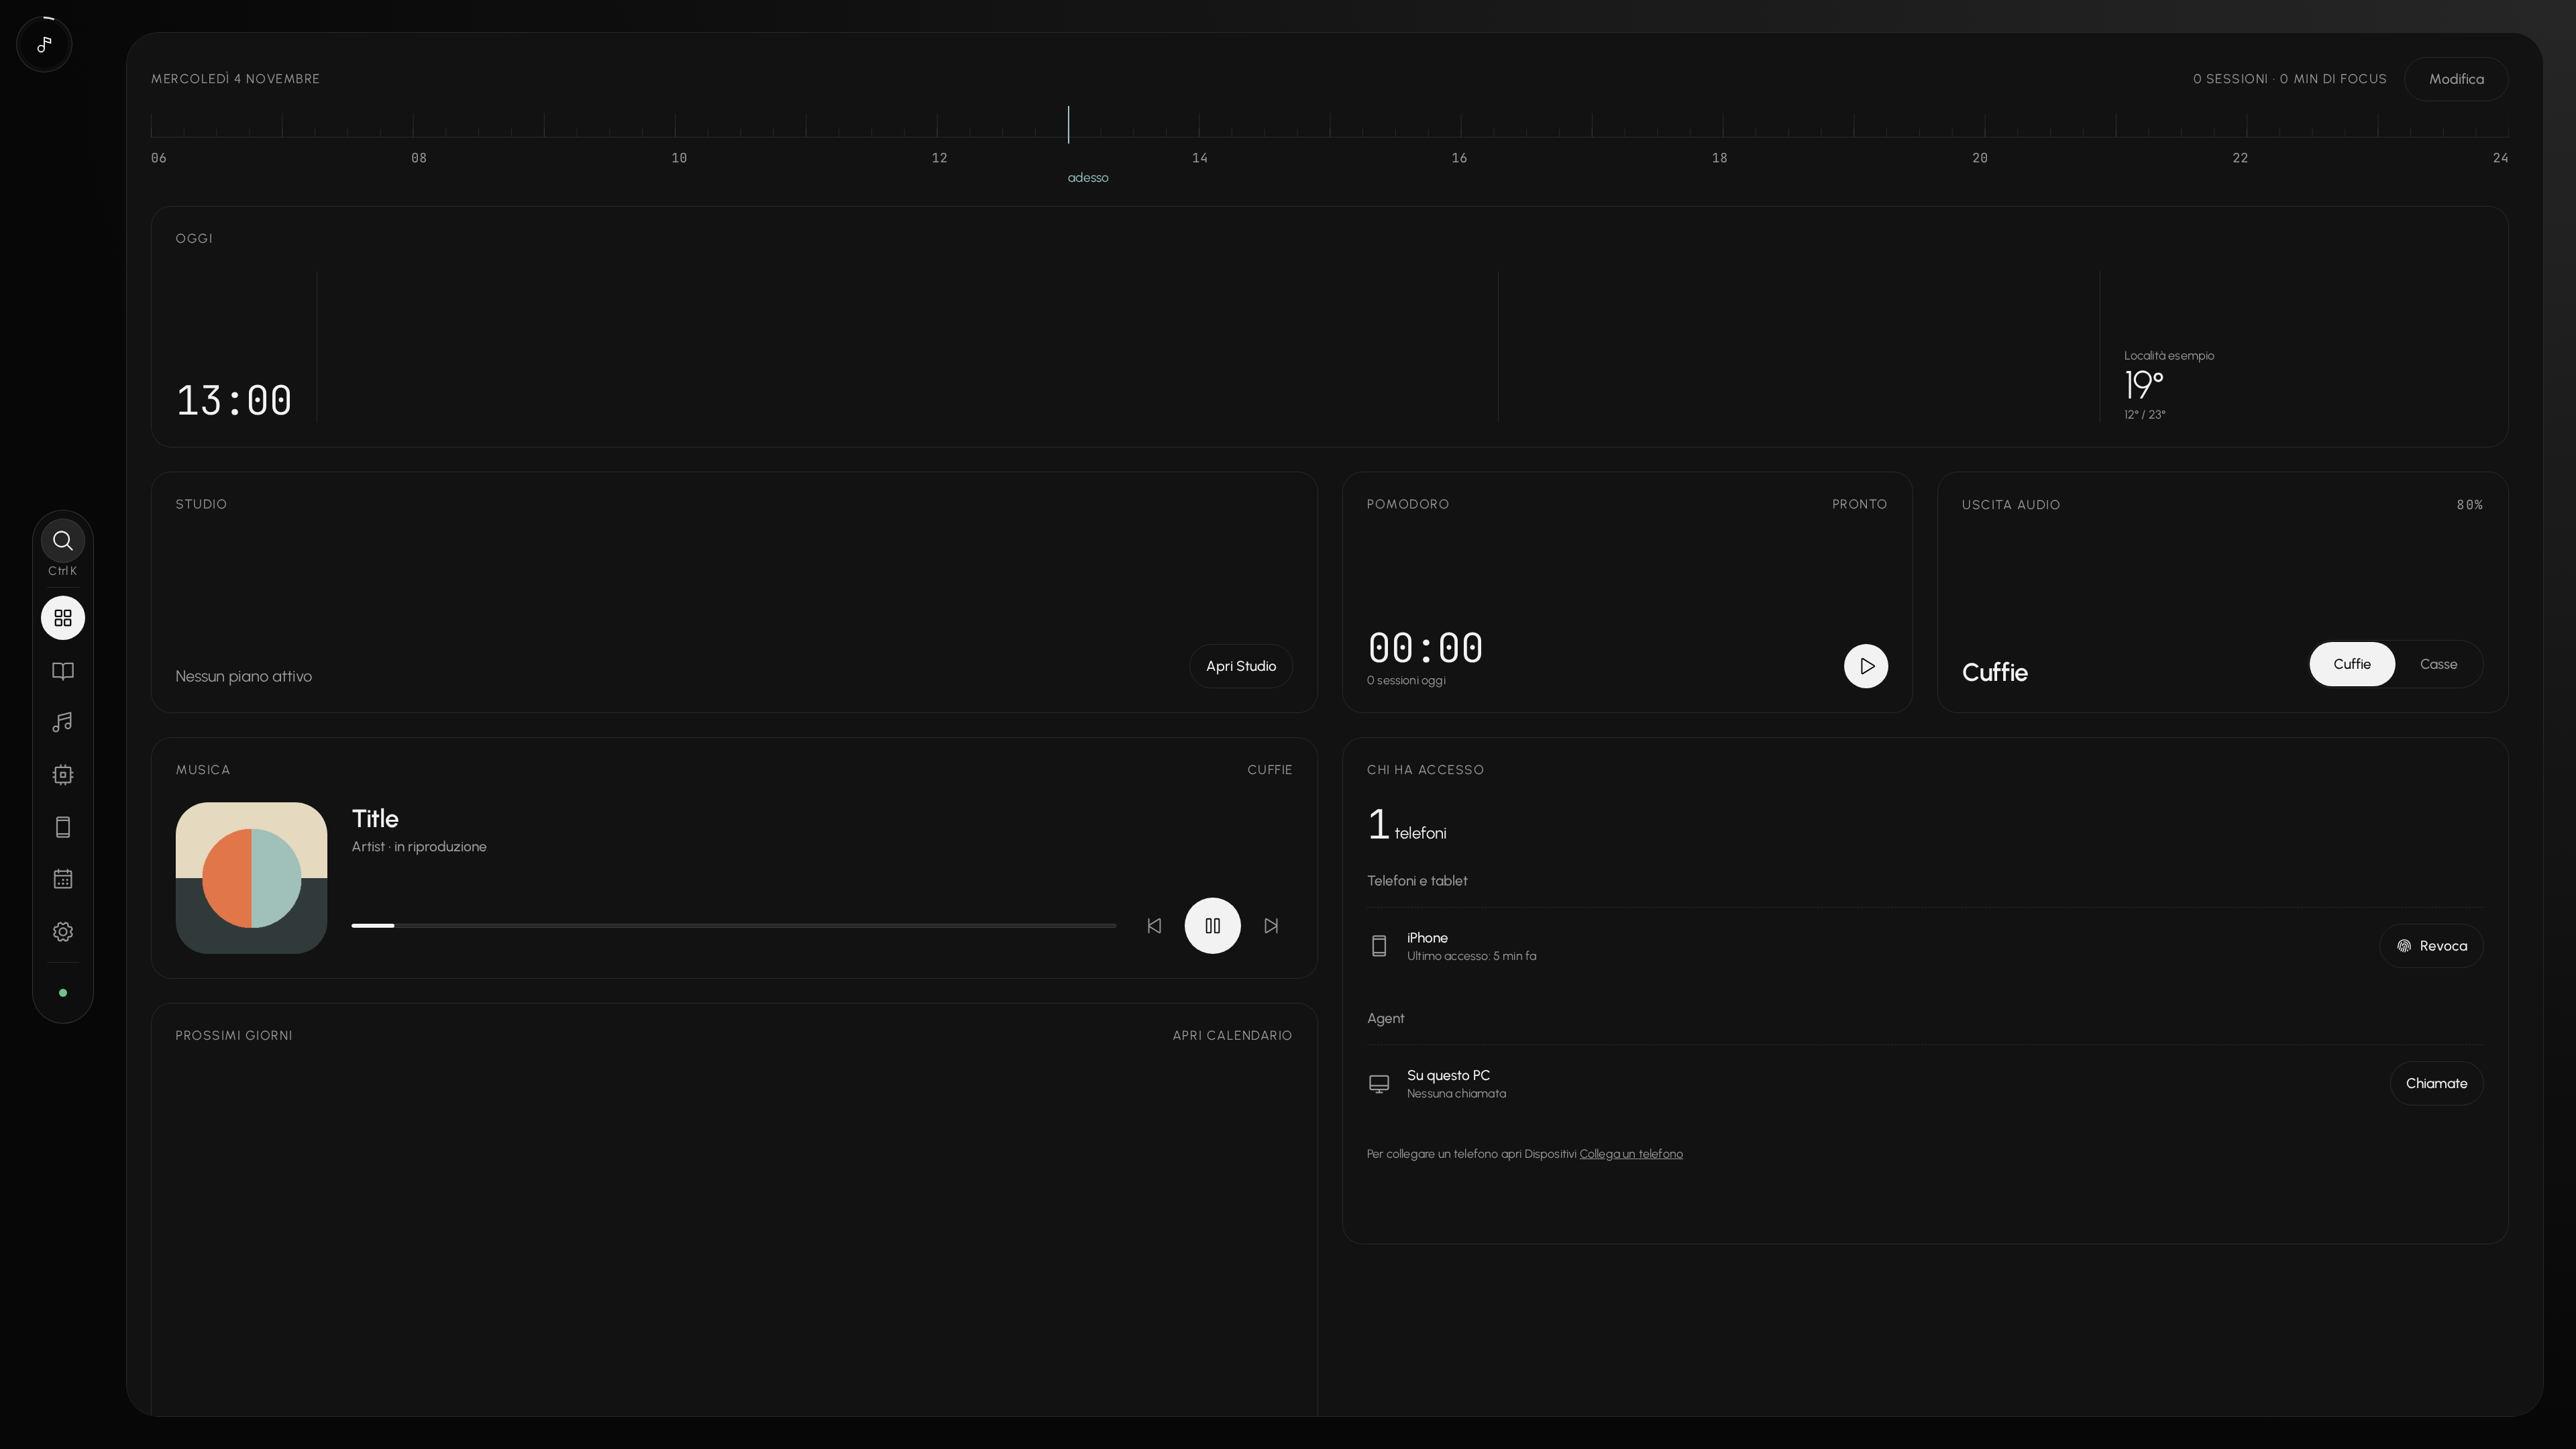 MERCOLEDÌ 4 NOVEMBRE
0 SESSIONI · 0 MIN DI FOCUS
Modifica
06 08 10 12 14 16 18 20 22 24
adesso
OGGI
13:00
Località esempio
19°
12° / 23°
STUDIO
Nessun piano attivo
Apri Studio
POMODORO
PRONTO
00:00
0 sessioni oggi
USCITA AUDIO
80%
Cuffie
Cuffie
Casse
Ctrl K
MUSICA
CUFFIE
Title
Artist · in riproduzione
CHI HA ACCESSO
1 telefoni
Telefoni e tablet
iPhone
Ultimo accesso: 5 min fa
Revoca
Agent
Su questo PC
Nessuna chiamata
Chiamate
Per collegare un telefono apri Dispositivi Collega un telefono
PROSSIMI GIORNI
APRI CALENDARIO